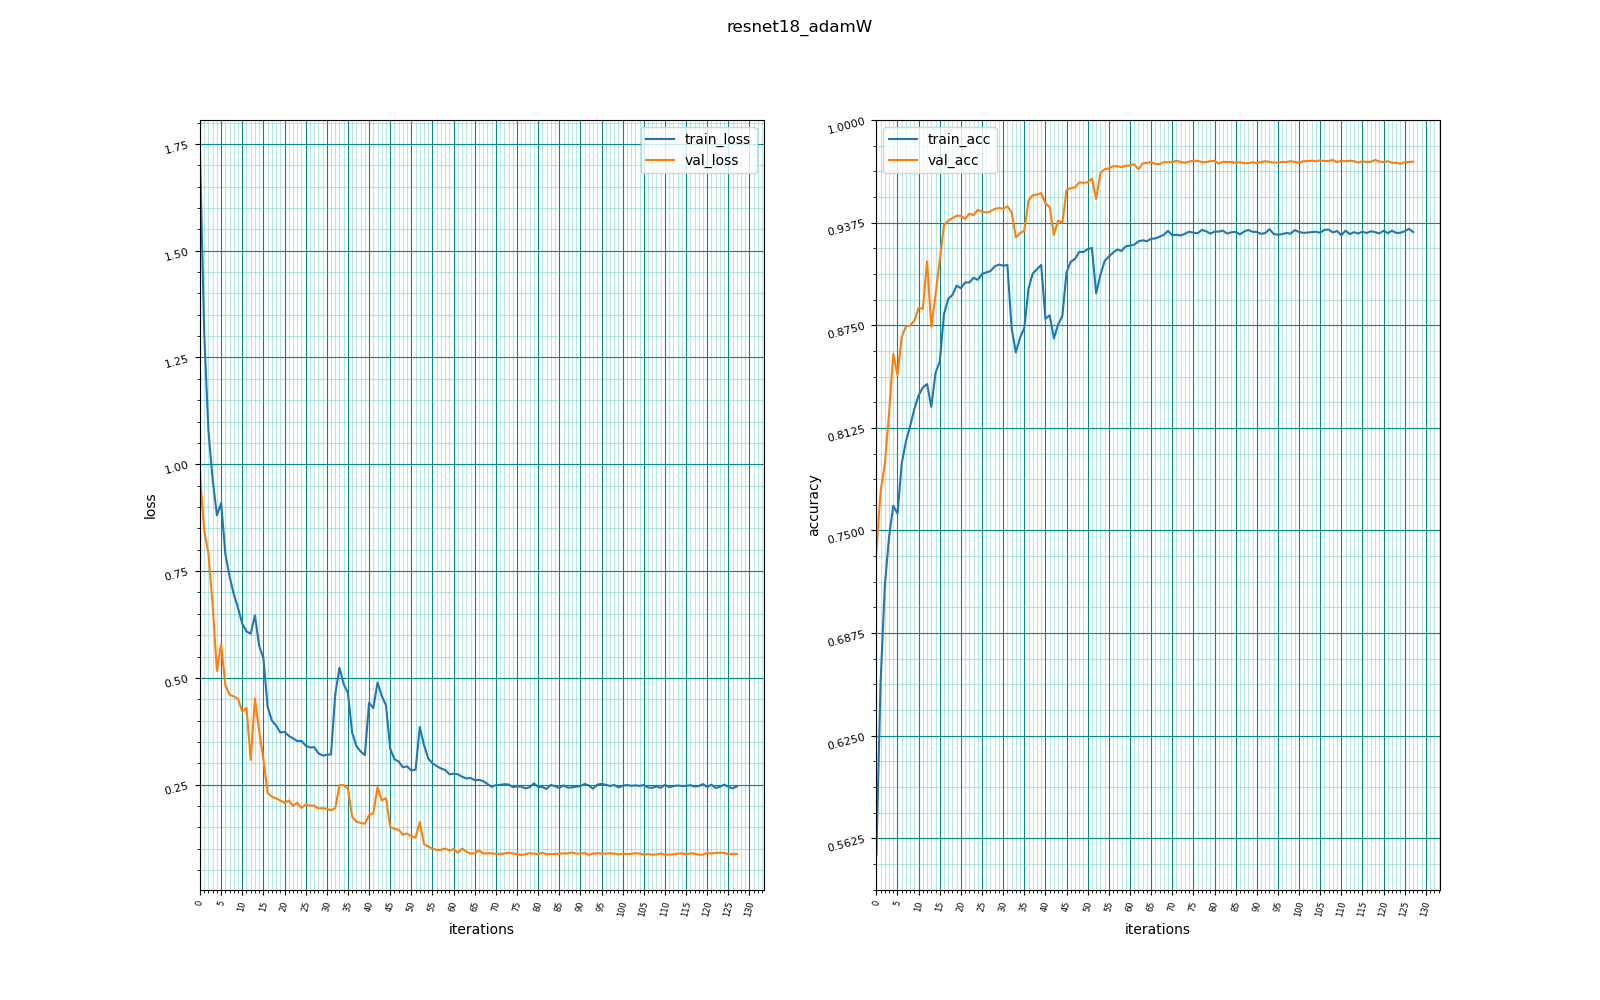 resnet18_adamW
train_loss
val_loss
1.75
1.50
1.25
1.00
0.75
0.50
0.25
loss
0 5 10 15 20 25 30 35 40 45 50 55 60 65 70 75 80 85 90 95 100 105 110 115 120 125 130
iterations
train_acc
val_acc
1.0000
0.9375
0.8750
0.8125
0.7500
0.6875
0.6250
0.5625
accuracy
0 5 10 15 20 25 30 35 40 45 50 55 60 65 70 75 80 85 90 95 100 105 110 115 120 125 130
iterations